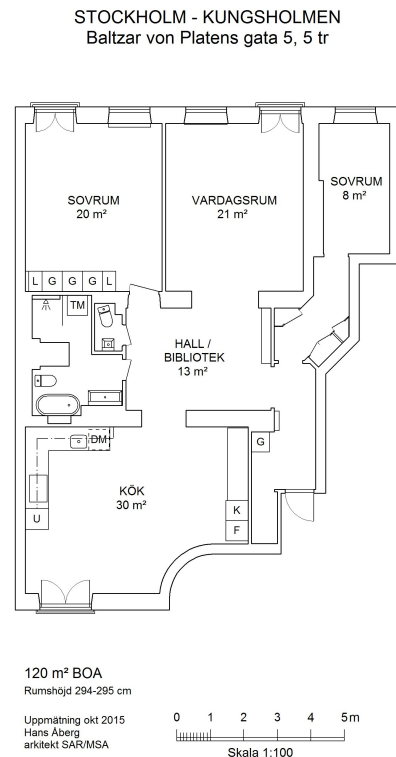 STOCKHOLM - KUNGSHOLMEN
Baltzar von Platens gata 5, 5 tr
SOVRUM
20 m²
VARDAGSRUM
21 m²
SOVRUM
8 m²
L G G G L
TM
HALL /
BIBLIOTEK
13 m²
DM
G
KÖK
30 m²
U
K
F
120 m² BOA
Rumshöjd 294-295 cm
Uppmätning okt 2015
Hans Åberg
arkitekt SAR/MSA
0 1 2 3 4 5 m
Skala 1:100